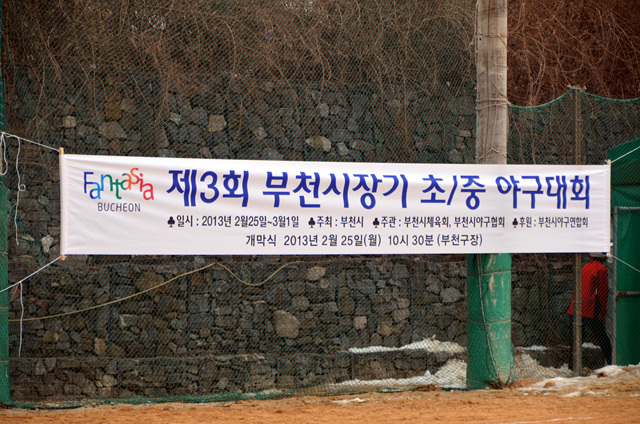 Fantasia
BUCHEON
제3회 부천시장기 초/중 야구대회
♣일시 : 2013년 2월25일~3월1일 ♣주최 : 부천시 ♣주관 : 부천시체육회, 부천시야구협회 ♣후원 : 부천시야구연합회
개막식 2013년 2월 25일(월) 10시 30분 (부천구장)